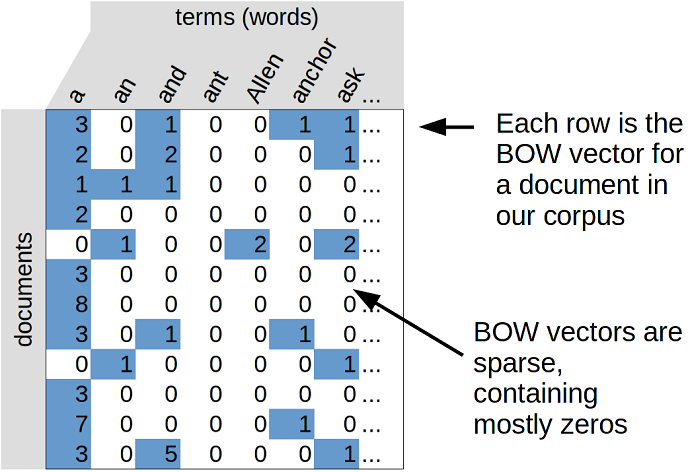 terms (words)
a an and ant Allen anchor ask ...
documents
3 0 1 0 0 1 1 ...
2 0 2 0 0 0 1 ...
1 1 1 0 0 0 0 ...
2 0 0 0 0 0 0 ...
0 1 0 0 2 0 2 ...
3 0 0 0 0 0 0 ...
8 0 0 0 0 0 0 ...
3 0 1 0 0 1 0 ...
0 1 0 0 0 0 1 ...
3 0 0 0 0 0 0 ...
7 0 0 0 0 1 0 ...
3 0 5 0 0 0 1 ...
Each row is the
BOW vector for
a document in
our corpus
BOW vectors are
sparse,
containing
mostly zeros